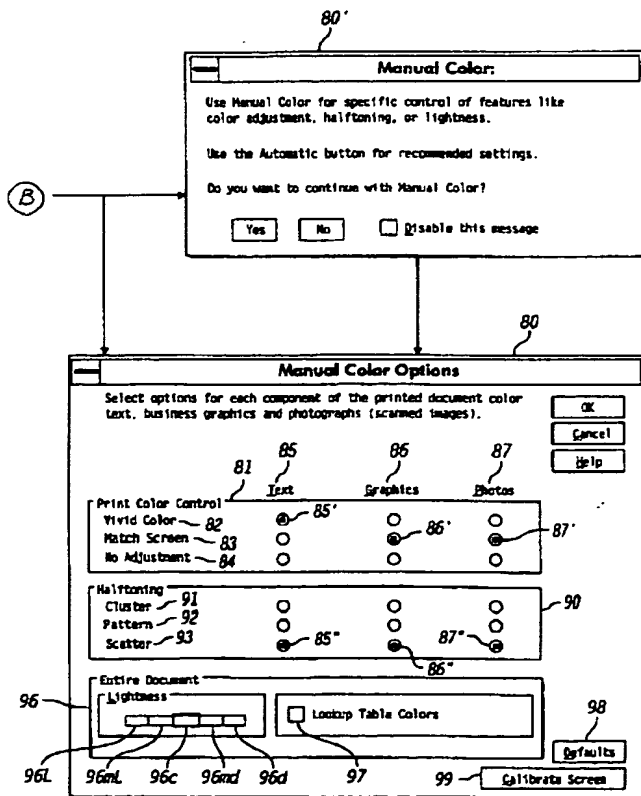 80'
Manual Color:
Use Manual Color for specific control of features like
color adjustment, halftoning, or lightness.
Use the Automatic button for recommended settings.
B
Do you want to continue with Manual Color?
Yes No Disable this message
80
Manual Color Options
Select options for each component of the printed document color
text, business graphics and photographs (scanned images).
OK
Cancel
Help
85 86 87
81 Text Graphics Photos
Print Color Control
Vivid Color 82 85'
Match Screen 83 86' 87'
No Adjustment 84
Halftoning
Cluster 91 90
Pattern 92
Scatter 93 85" 86" 87"
Entire Document
96 Lightness
Lookup Table Colors
98
Defaults
96L 96mL 96c 96md 96d 97
99 Calibrate Screen